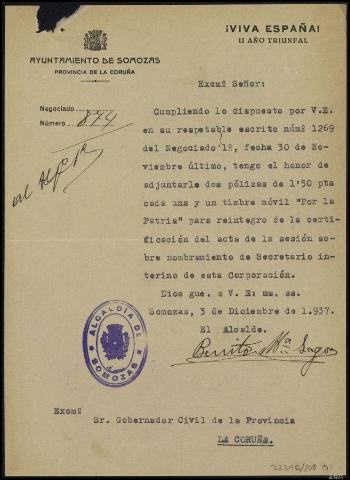 ¡VIVA ESPAÑA!
II AÑO TRIUNFAL
AYUNTAMIENTO DE SOMOZAS
PROVINCIA DE LA CORUÑA
Negociado
Número 874
al
Excmº Señor:
Cumpliendo lo dispuesto por V.E.
en su respetable escrito númº 1269
del Negociado 1º, fecha 30 de No-
viembre último, tengo el honor de
adjuntarle dos pólizas de 1'50 pts
cada una y un timbre móvil "Por la
Patria" para reintegro de la certi-
ficación del acta de la sesión so-
bre nombramiento de Secretario in-
terino de esta Corporación.
Dios gue. a V E: ms. as.
Somozas, 3 de Diciembre de 1.937.
El Alcalde.
Benito Mª
ALCALDIA DE SOMOZAS
Excmº
Sr. Gobernador Civil de la Provincia
LA CORUÑA.